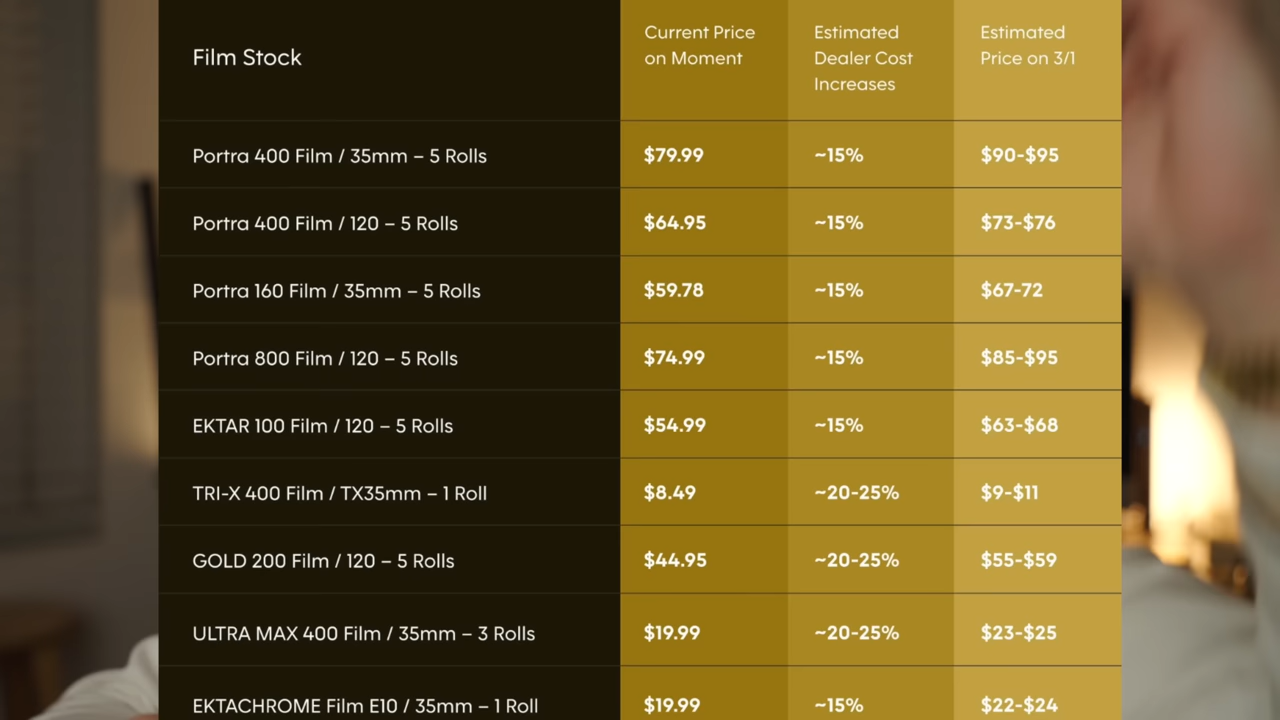 Film Stock
Current Price
on Moment
Estimated
Dealer Cost
Increases
Estimated
Price on 3/1
Portra 400 Film / 35mm – 5 Rolls $79.99 ~15% $90-$95
Portra 400 Film / 120 – 5 Rolls $64.95 ~15% $73-$76
Portra 160 Film / 35mm – 5 Rolls $59.78 ~15% $67-72
Portra 800 Film / 120 – 5 Rolls $74.99 ~15% $85-$95
EKTAR 100 Film / 120 – 5 Rolls $54.99 ~15% $63-$68
TRI-X 400 Film / TX35mm – 1 Roll $8.49 ~20-25% $9-$11
GOLD 200 Film / 120 – 5 Rolls $44.95 ~20-25% $55-$59
ULTRA MAX 400 Film / 35mm – 3 Rolls $19.99 ~20-25% $23-$25
EKTACHROME Film E10 / 35mm – 1 Roll $19.99 ~15% $22-$24